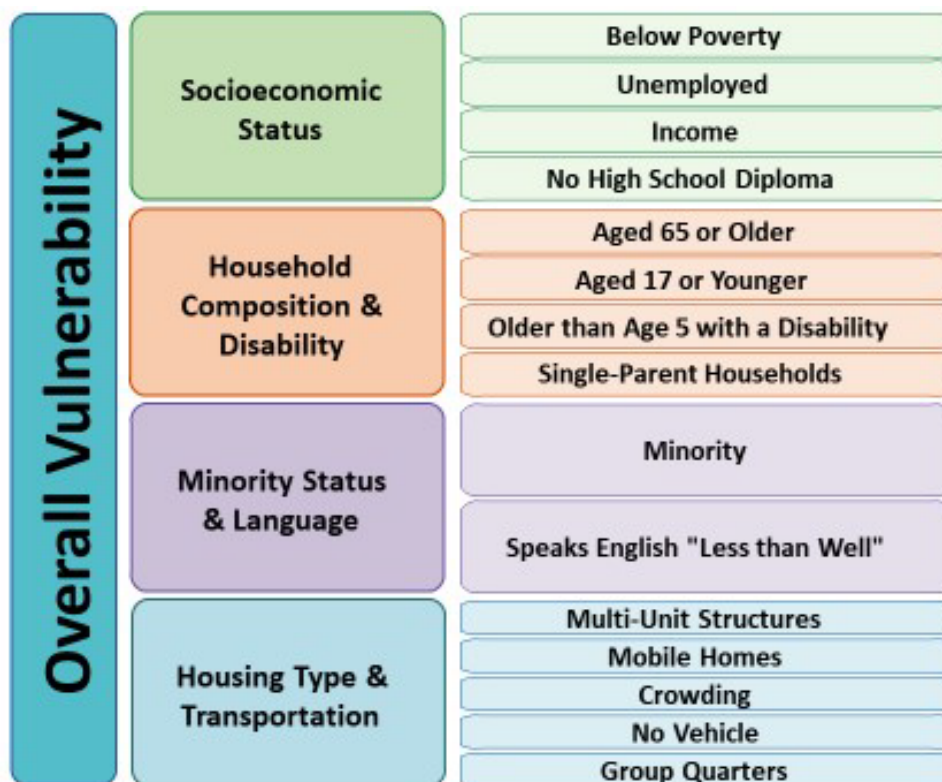 Overall Vulnerability
Socioeconomic
Status
Below Poverty
Unemployed
Income
No High School Diploma
Household
Composition &
Disability
Aged 65 or Older
Aged 17 or Younger
Older than Age 5 with a Disability
Single-Parent Households
Minority Status
& Language
Minority
Speaks English "Less than Well"
Housing Type &
Transportation
Multi-Unit Structures
Mobile Homes
Crowding
No Vehicle
Group Quarters